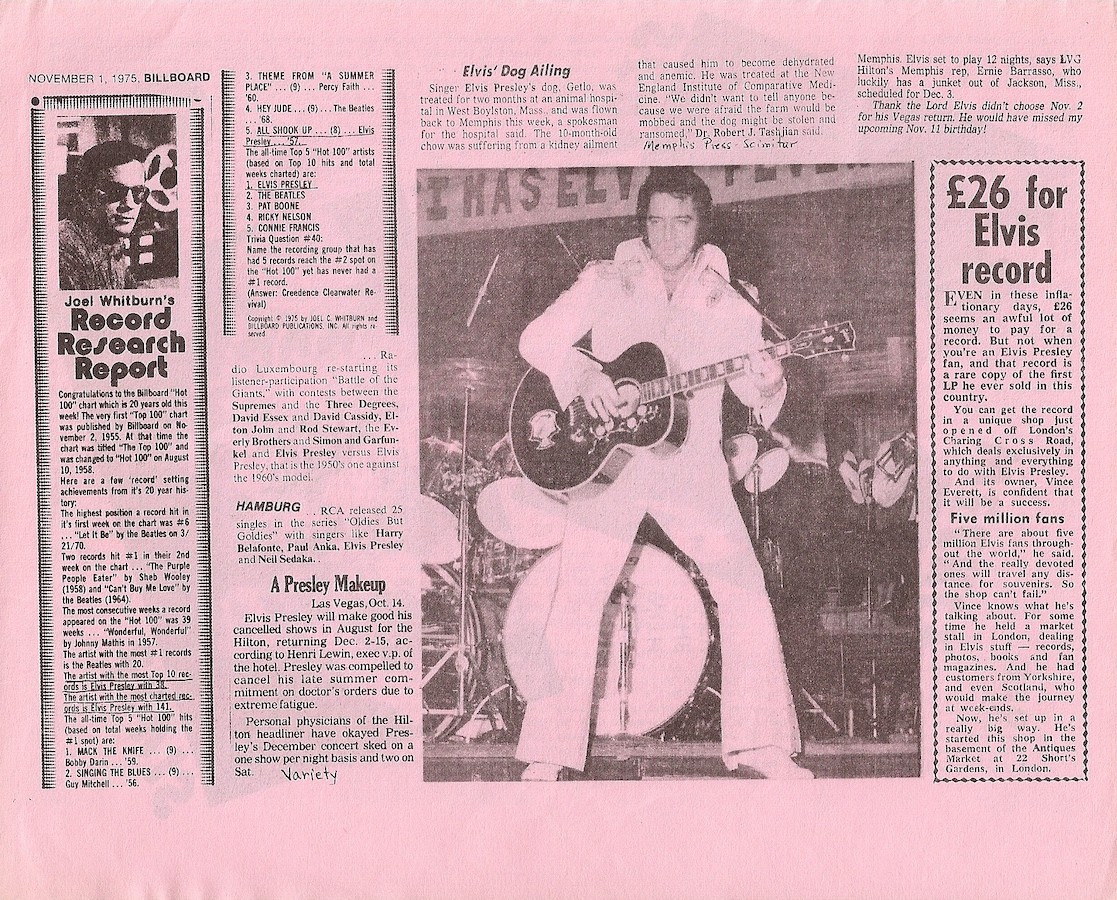 NOVEMBER 1, 1975, BILLBOARD
Joel Whitburn's
Record
Research
Report
Congratulations to the Billboard "Hot
100" chart which is 20 years old this
week! The very first "Top 100" chart
was published by Billboard on No-
vember 2, 1955. At that time the
chart was titled "The Top 100" and
was changed to "Hot 100" on August
10, 1958.
Here are a few 'record' setting
achievements from it's 20 year his-
tory:
The highest position a record hit in
it's first week on the chart was #6
... "Let It Be" by the Beatles on 3/
21/70.
Two records hit #1 in their 2nd
week on the chart ... "The Purple
People Eater" by Sheb Wooley
(1958) and "Can't Buy Me Love" by
the Beatles (1964).
The most consecutive weeks a record
appeared on the "Hot 100" was 39
weeks ... "Wonderful, Wonderful"
by Johnny Mathis in 1957.
The artist with the most #1 records
is the Beatles with 20.
The artist with the most Top 10 rec-
ords is Elvis Presley with 38.
The artist with the most charted rec-
ords is Elvis Presley with 141.
The all-time Top 5 "Hot 100" hits
(based on total weeks holding the
#1 spot) are:
1. MACK THE KNIFE ... (9) ...
Bobby Darin ... '59.
2. SINGING THE BLUES ... (9) ...
Guy Mitchell ... '56.
3. THEME FROM "A SUMMER
PLACE" ... (9) ... Percy Faith ...
'60.
4. HEY JUDE ... (9) ... The Beatles
... '68.
5. ALL SHOOK UP ... (8) ... Elvis
Presley ... '57.
The all-time Top 5 "Hot 100" artists
(based on Top 10 hits and total
weeks charted) are:
1. ELVIS PRESLEY
2. THE BEATLES
3. PAT BOONE
4. RICKY NELSON
5. CONNIE FRANCIS
Trivia Question #40:
Name the recording group that has
had 5 records reach the #2 spot on
the "Hot 100" yet has never had a
#1 record.
(Answer: Creedence Clearwater Re-
vival)
Copyright © 1975 by JOEL C. WHITBURN and
BILLBOARD PUBLICATIONS, INC. All rights re-
served
... Ra-
dio Luxembourg re-starting its
listener-participation "Battle of the
Giants," with contests between the
Supremes and the Three Degrees,
David Essex and David Cassidy, El-
ton John and Rod Stewart, the Ev-
erly Brothers and Simon and Garfun-
kel and Elvis Presley versus Elvis
Presley, that is the 1950's one against
the 1960's model.
HAMBURG ... RCA released 25
singles in the series "Oldies But
Goldies" with singers like Harry
Belafonte, Paul Anka, Elvis Presley
and Neil Sedaka. .
A Presley Makeup
Las Vegas, Oct. 14.
Elvis Presley will make good his
cancelled shows in August for the
Hilton, returning Dec. 2-15, ac-
cording to Henri Lewin, exec v.p. of
the hotel. Presley was compelled to
cancel his late summer com-
mitment on doctor's orders due to
extreme fatigue.
Personal physicians of the Hil-
ton headliner have okayed Pres-
ley's December concert sked on a
one show per night basis and two on
Sat.
Variety
Elvis' Dog Ailing
Singer Elvis Presley's dog, Getlo, was
treated for two months at an animal hospi-
tal in West Boylston, Mass., and was flown
back to Memphis this week, a spokesman
for the hospital said. The 10-month-old
chow was suffering from a kidney ailment
that caused him to become dehydrated
and anemic. He was treated at the New
England Institute of Comparative Medi-
cine. "We didn't want to tell anyone be-
cause we were afraid the farm would be
mobbed and the dog might be stolen and
ransomed," Dr. Robert J. Tashjian said.
Memphis Press-Scimitar
Memphis. Elvis set to play 12 nights, says LVG
Hilton's Memphis rep, Ernie Barrasso, who
luckily has a junket out of Jackson, Miss.,
scheduled for Dec. 3.
Thank the Lord Elvis didn't choose Nov. 2
for his Vegas return. He would have missed my
upcoming Nov. 11 birthday!
£26 for
Elvis
record
EVEN in these infla-
tionary days, £26
seems an awful lot of
money to pay for a
record. But not when
you're an Elvis Presley
fan, and that record is
a rare copy of the first
LP he ever sold in this
country.
You can get the record
in a unique shop just
opened off London's
Charing Cross Road,
which deals exclusively in
anything and everything
to do with Elvis Presley.
And its owner, Vince
Everett, is confident that
it will be a success.
Five million fans
"There are about five
million Elvis fans through-
out the world," he said.
"And the really devoted
ones will travel any dis-
tance for souvenirs. So
the shop can't fail."
Vince knows what he's
talking about. For some
time he held a market
stall in London, dealing
in Elvis stuff — records,
photos, books and fan
magazines. And he had
customers from Yorkshire,
and even Scotland, who
would make the journey
at week-ends.
Now, he's set up in a
really big way. He's
started this shop in the
basement of the Antiques
Market at 22 Short's
Gardens, in London.